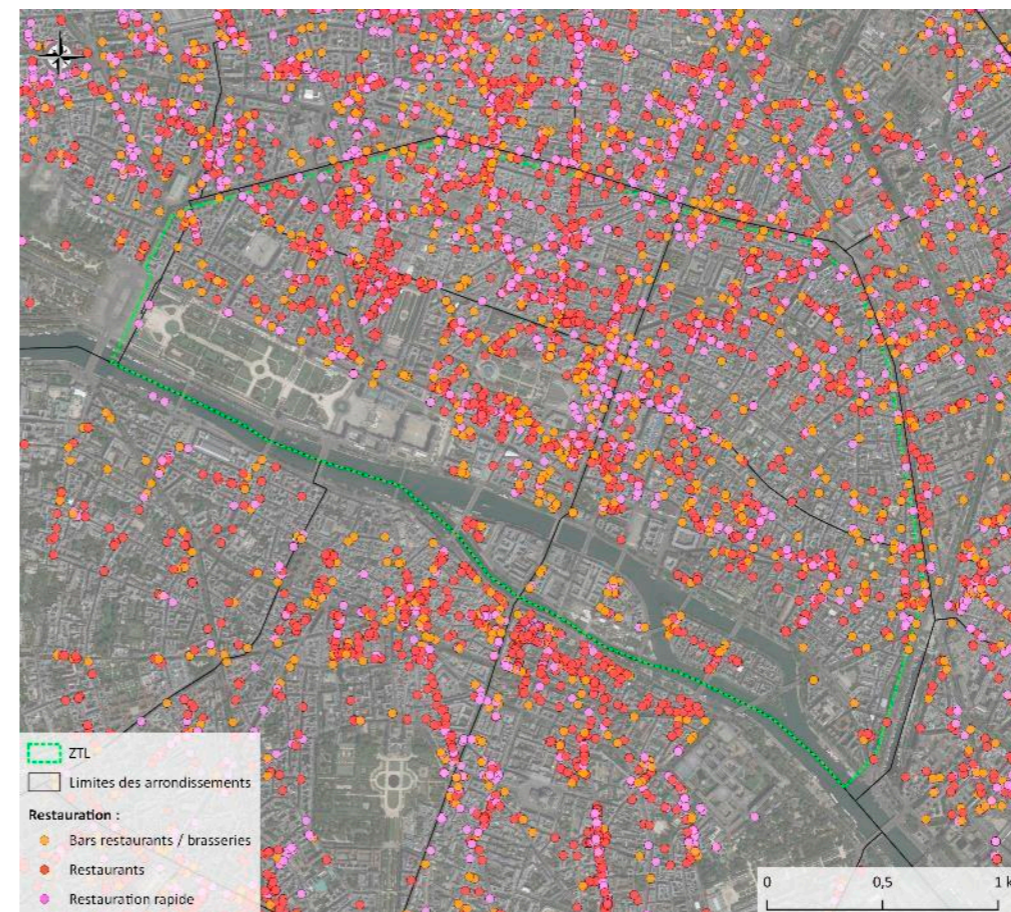 ZTL
Limites des arrondissements
Restauration :
Bars restaurants / brasseries
Restaurants
Restauration rapide
0 0,5 1 k